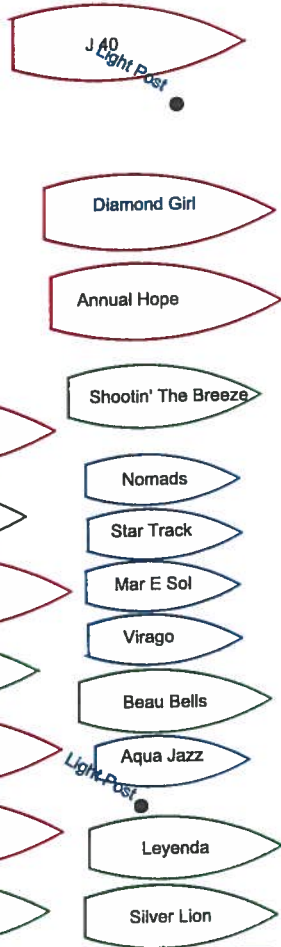 J 40
Light Post
Diamond Girl
Annual Hope
Shootin' The Breeze
Nomads
Star Track
Mar E Sol
Virago
Beau Bells
Aqua Jazz
Light Post
Leyenda
Silver Lion